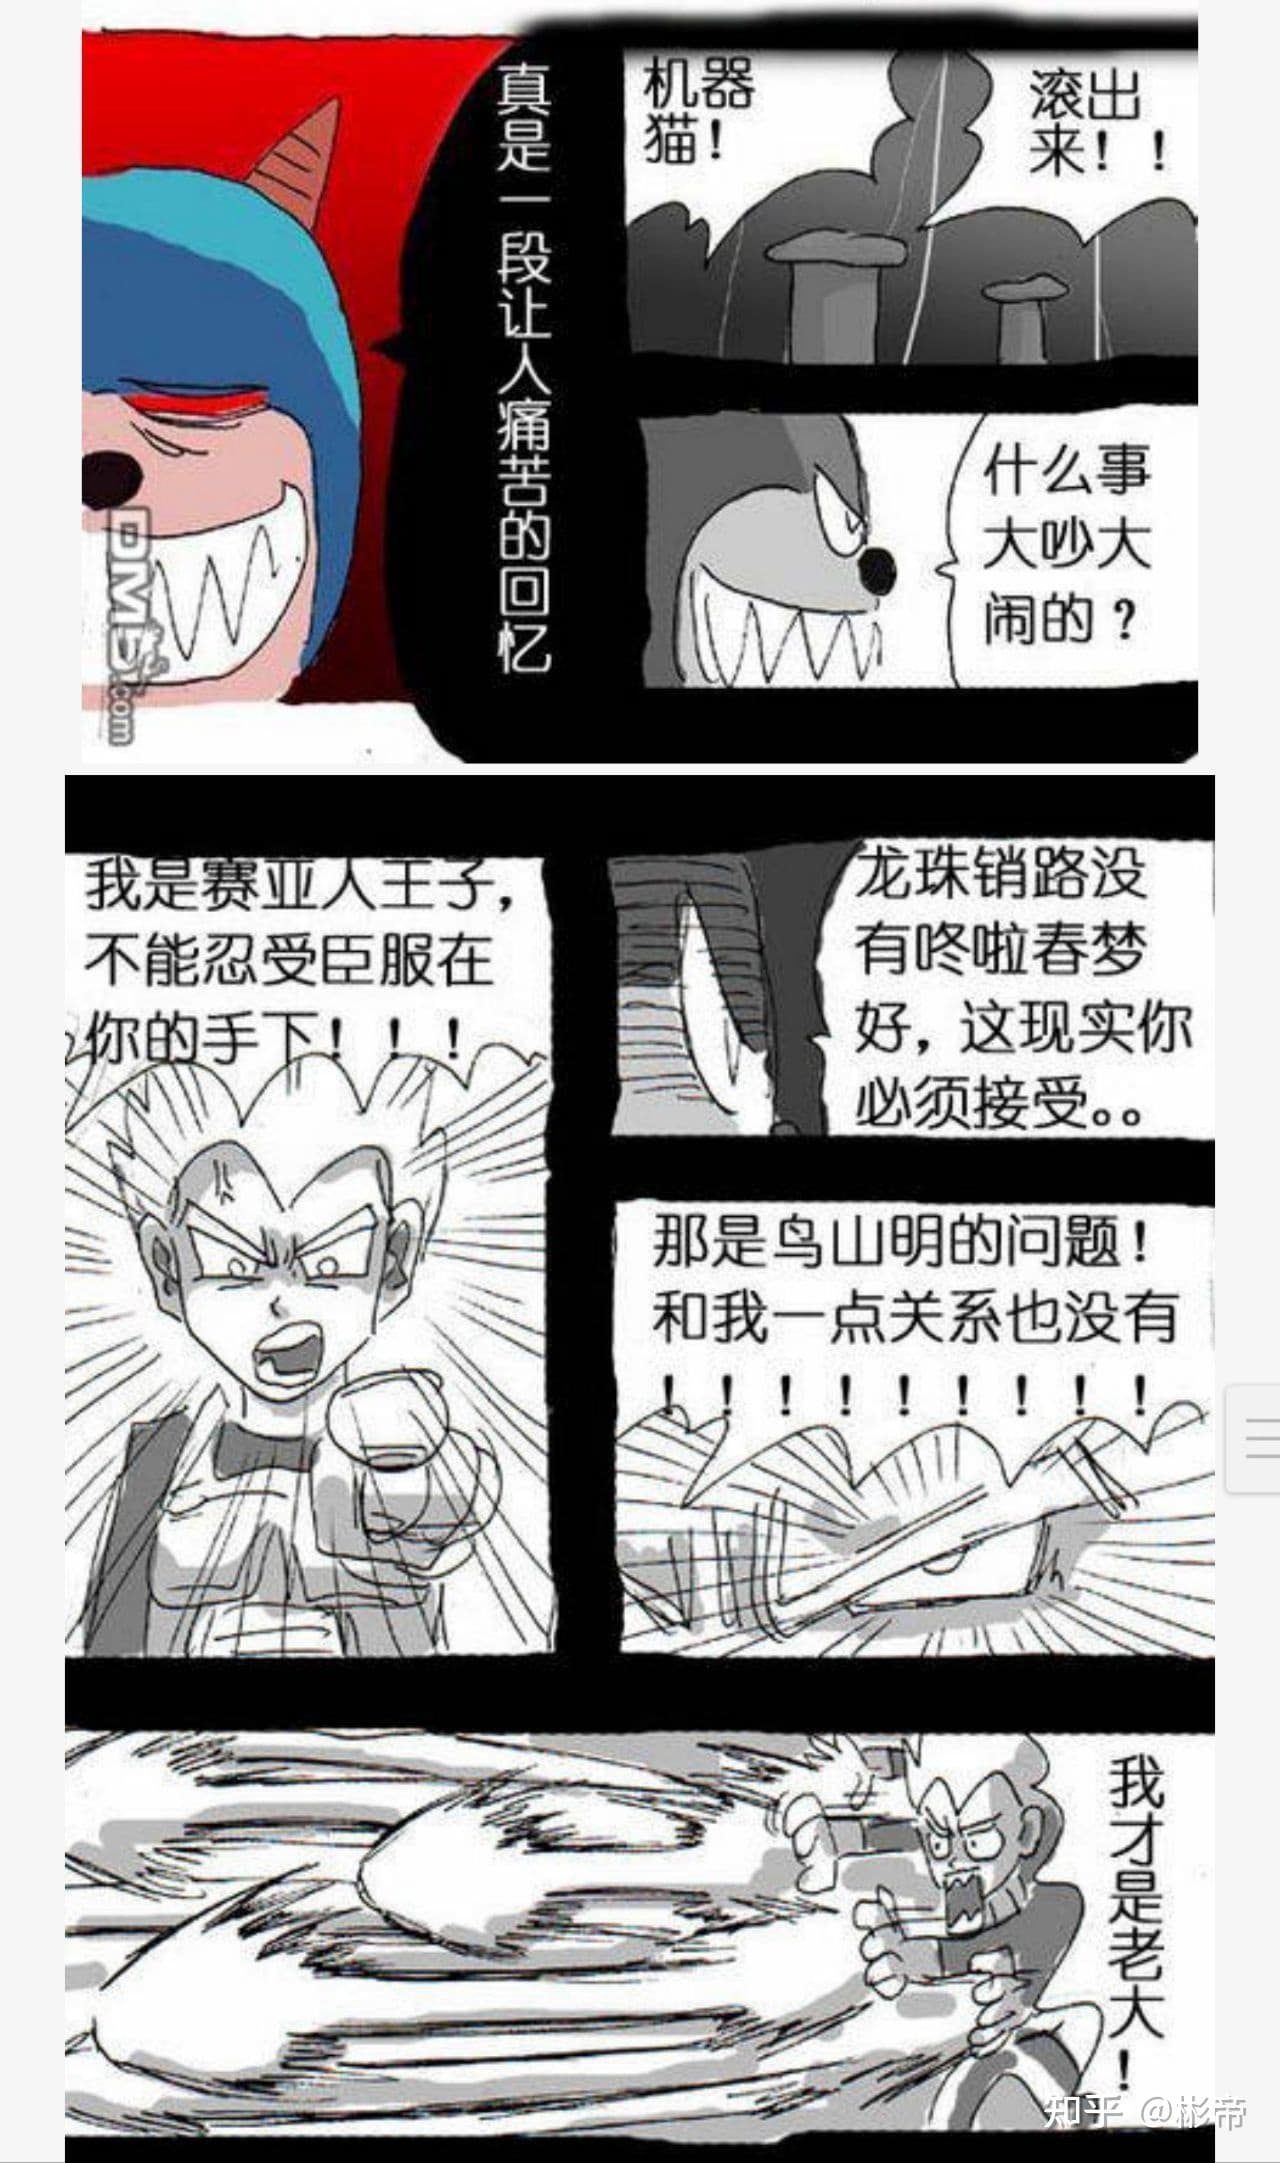 滚出
来！！
机器
猫！
什么事
大吵大
闹的？
真是一段让人痛苦的回忆
DM5.com
龙珠销路没
有咚啦春梦
好，这现实你
必须接受。。
那是鸟山明的问题！
和我一点关系也没有
！！！！！！！！！
我是赛亚人王子，
不能忍受臣服在
你的手下！！！
我才是老大！
知乎 @彬帝